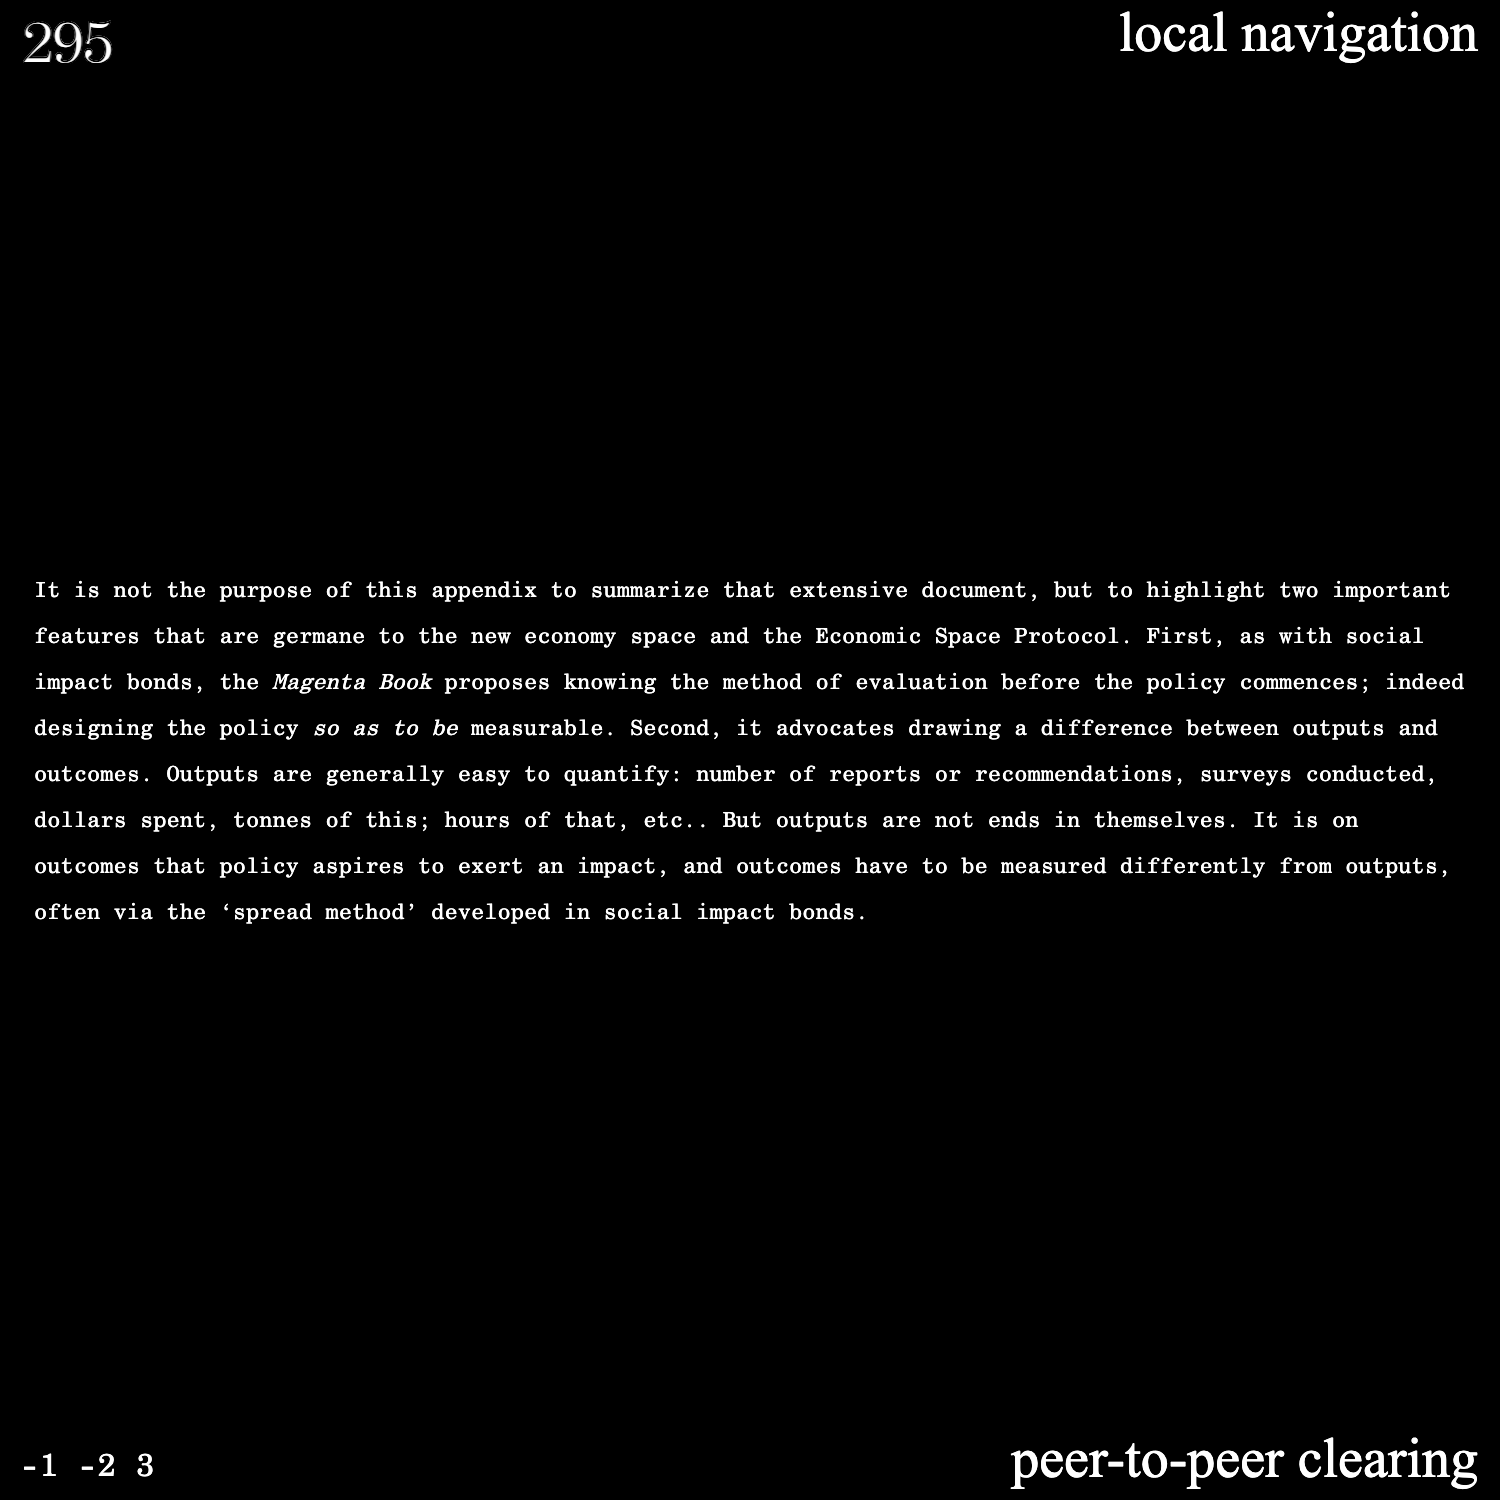 295
local navigation
It is not the purpose of this appendix to summarize that extensive document, but to highlight two important
features that are germane to the new economy space and the Economic Space Protocol. First, as with social
impact bonds, the Magenta Book proposes knowing the method of evaluation before the policy commences; indeed
designing the policy so as to be measurable. Second, it advocates drawing a difference between outputs and
outcomes. Outputs are generally easy to quantify: number of reports or recommendations, surveys conducted,
dollars spent, tonnes of this; hours of that, etc.. But outputs are not ends in themselves. It is on
outcomes that policy aspires to exert an impact, and outcomes have to be measured differently from outputs,
often via the ‘spread method’ developed in social impact bonds.
-1 -2 3
peer-to-peer clearing